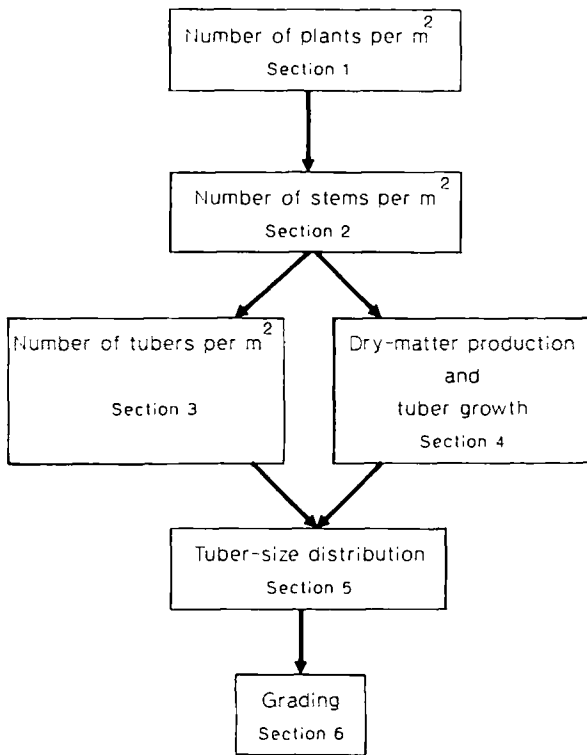 Number of plants per m²
Section 1
Number of stems per m²
Section 2
Number of tubers per m²
Section 3
Dry-matter production
and
tuber growth
Section 4
Tuber-size distribution
Section 5
Grading
Section 6